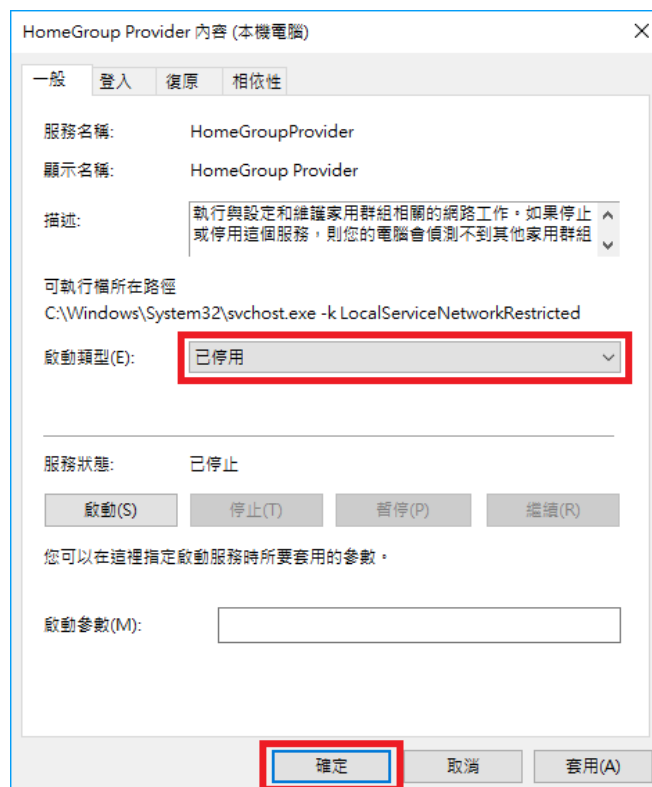 HomeGroup Provider 內容 (本機電腦)
一般 登入 復原 相依性
服務名稱: HomeGroupProvider
顯示名稱: HomeGroup Provider
描述: 執行與設定和維護家用群組相關的網路工作。如果停止
或停用這個服務，則您的電腦會偵測不到其他家用群組
可執行檔所在路徑
C:\Windows\System32\svchost.exe -k LocalServiceNetworkRestricted
啟動類型(E): 已停用
服務狀態: 已停止
啟動(S) 停止(T) 暫停(P) 繼續(R)
您可以在這裡指定啟動服務時所要套用的參數。
啟動參數(M):
確定 取消 套用(A)